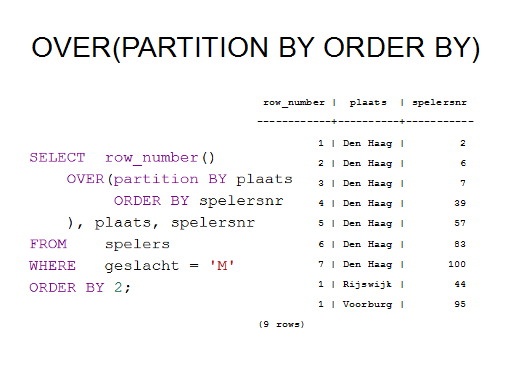 OVER(PARTITION BY ORDER BY)
SELECT row_number()
OVER(partition BY plaats
ORDER BY spelersnr
), plaats, spelersnr
FROM spelers
WHERE geslacht = 'M'
ORDER BY 2;
row_number | plaats | spelersnr
------------+----------+-----------
1 | Den Haag | 2
2 | Den Haag | 6
3 | Den Haag | 7
4 | Den Haag | 39
5 | Den Haag | 57
6 | Den Haag | 83
7 | Den Haag | 100
1 | Rijswijk | 44
1 | Voorburg | 95
(9 rows)